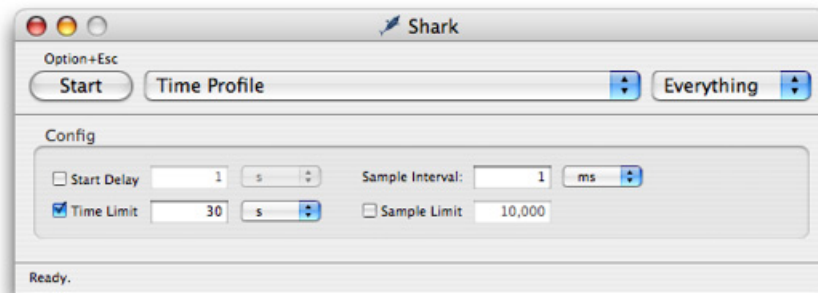 Shark
Option+Esc
Start Time Profile Everything
Config
Start Delay 1 s Sample Interval: 1 ms
Time Limit 30 s Sample Limit 10,000
Ready.